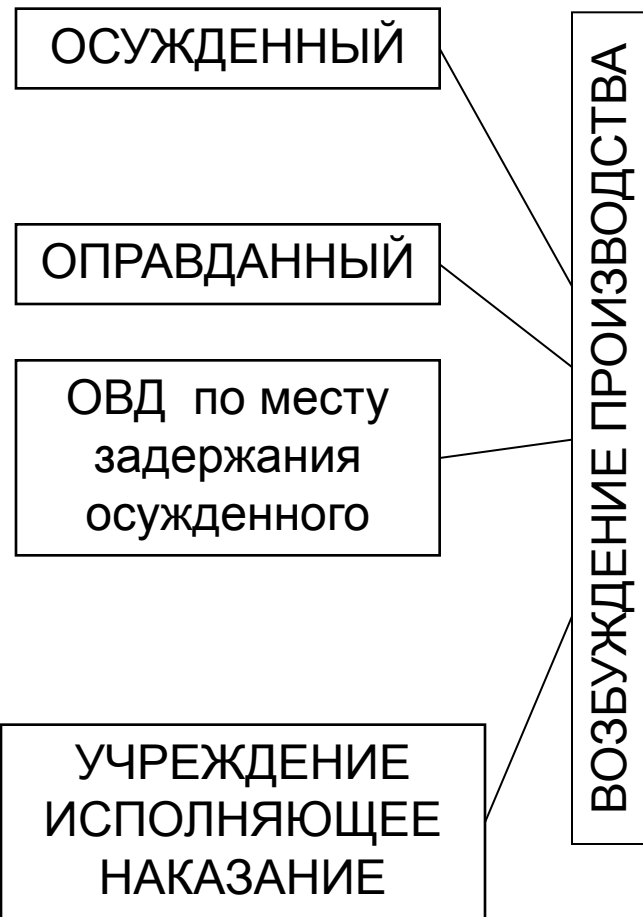 ОСУЖДЕННЫЙ
ОПРАВДАННЫЙ
ОВД по месту
задержания
осужденного
УЧРЕЖДЕНИЕ
ИСПОЛНЯЮЩЕЕ
НАКАЗАНИЕ
ВОЗБУЖДЕНИЕ ПРОИЗВОДСТВА